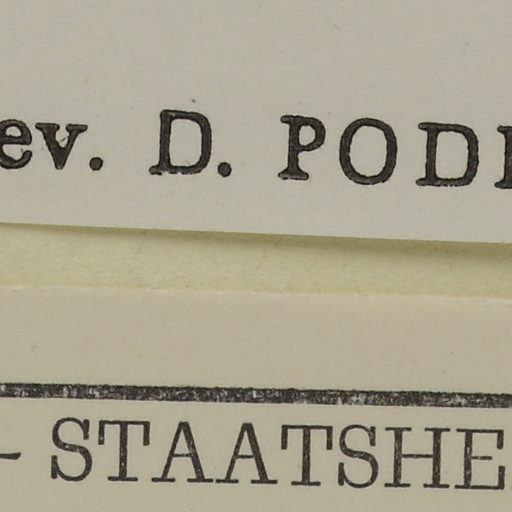 ev. D. POD
- STAATSHE